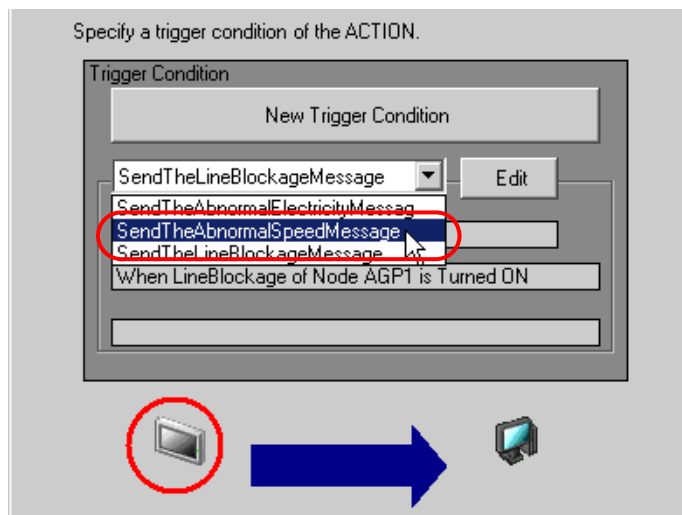 Specify a trigger condition of the ACTION.
Trigger Condition
New Trigger Condition
SendTheLineBlockageMessage
Edit
SendTheAbnormalElectricityMessag
SendTheAbnormalSpeedMessage
SendTheLineBlockageMessage
When LineBlockage of Node AGP1 is Turned ON